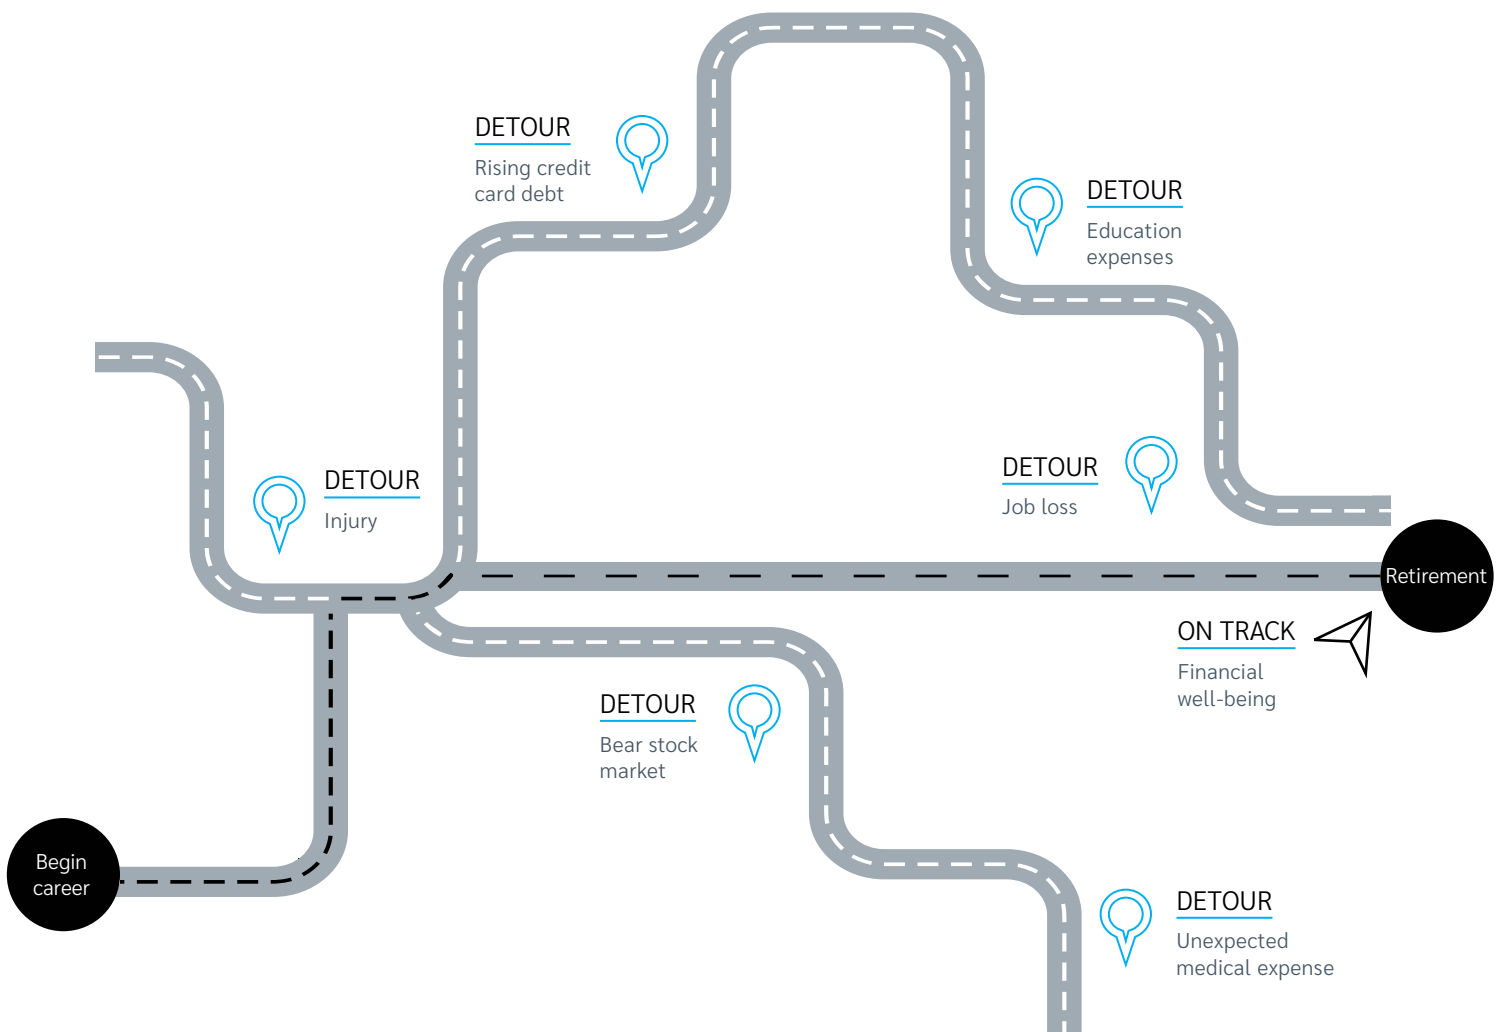 DETOUR
Rising credit
card debt
DETOUR
Education
expenses
DETOUR
Injury
DETOUR
Job loss
Retirement
ON TRACK
Financial
well-being
DETOUR
Bear stock
market
Begin
career
DETOUR
Unexpected
medical expense